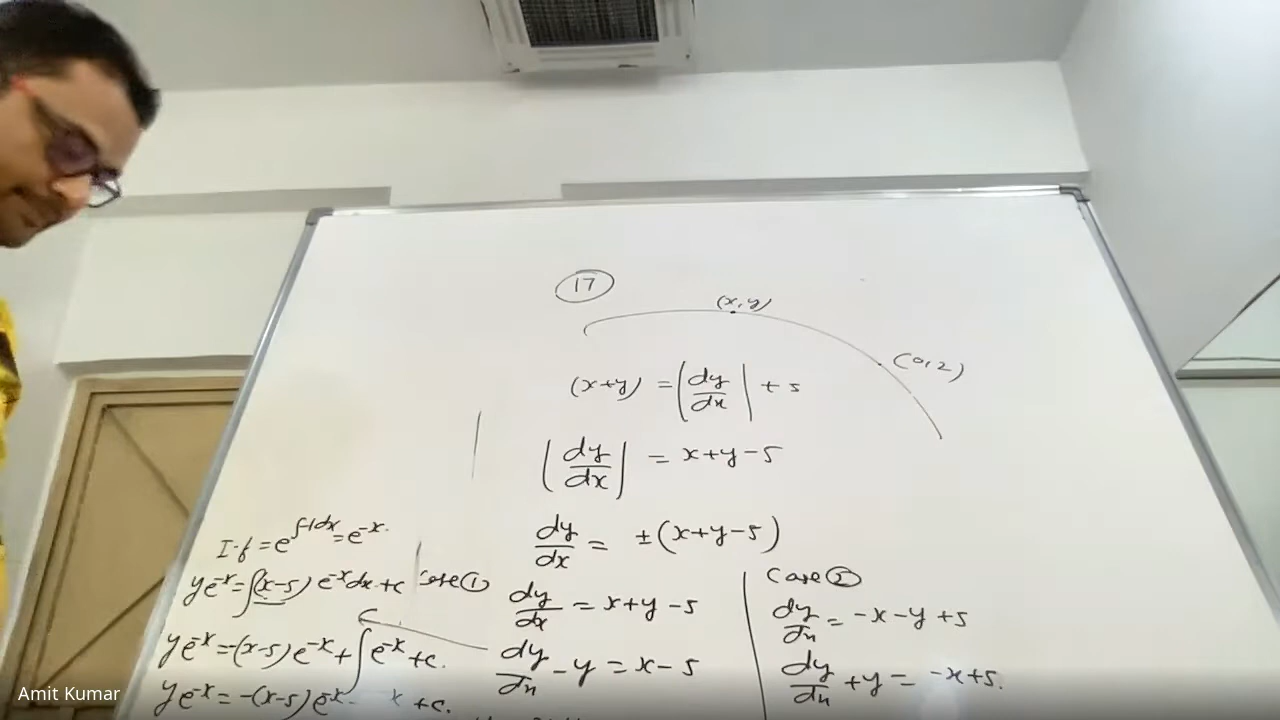 17
(x,y)
(0,2)
(x+y) = |dy/dx| + 5
|dy/dx| = x+y-5
dy/dx = ±(x+y-5)
I.f = e^∫-1dx = e^-x.
ye^-x = ∫(x-5) e^-x dx + c
ye^-x = -(x-5)e^-x + ∫e^-x + c.
ye^-x = -(x-5)e^-x - x + c.
Case ①
dy/dx = x+y-5
dy/dx - y = x-5
Case ②
dy/dx = -x-y+5
dy/dx + y = -x+5.
Amit Kumar